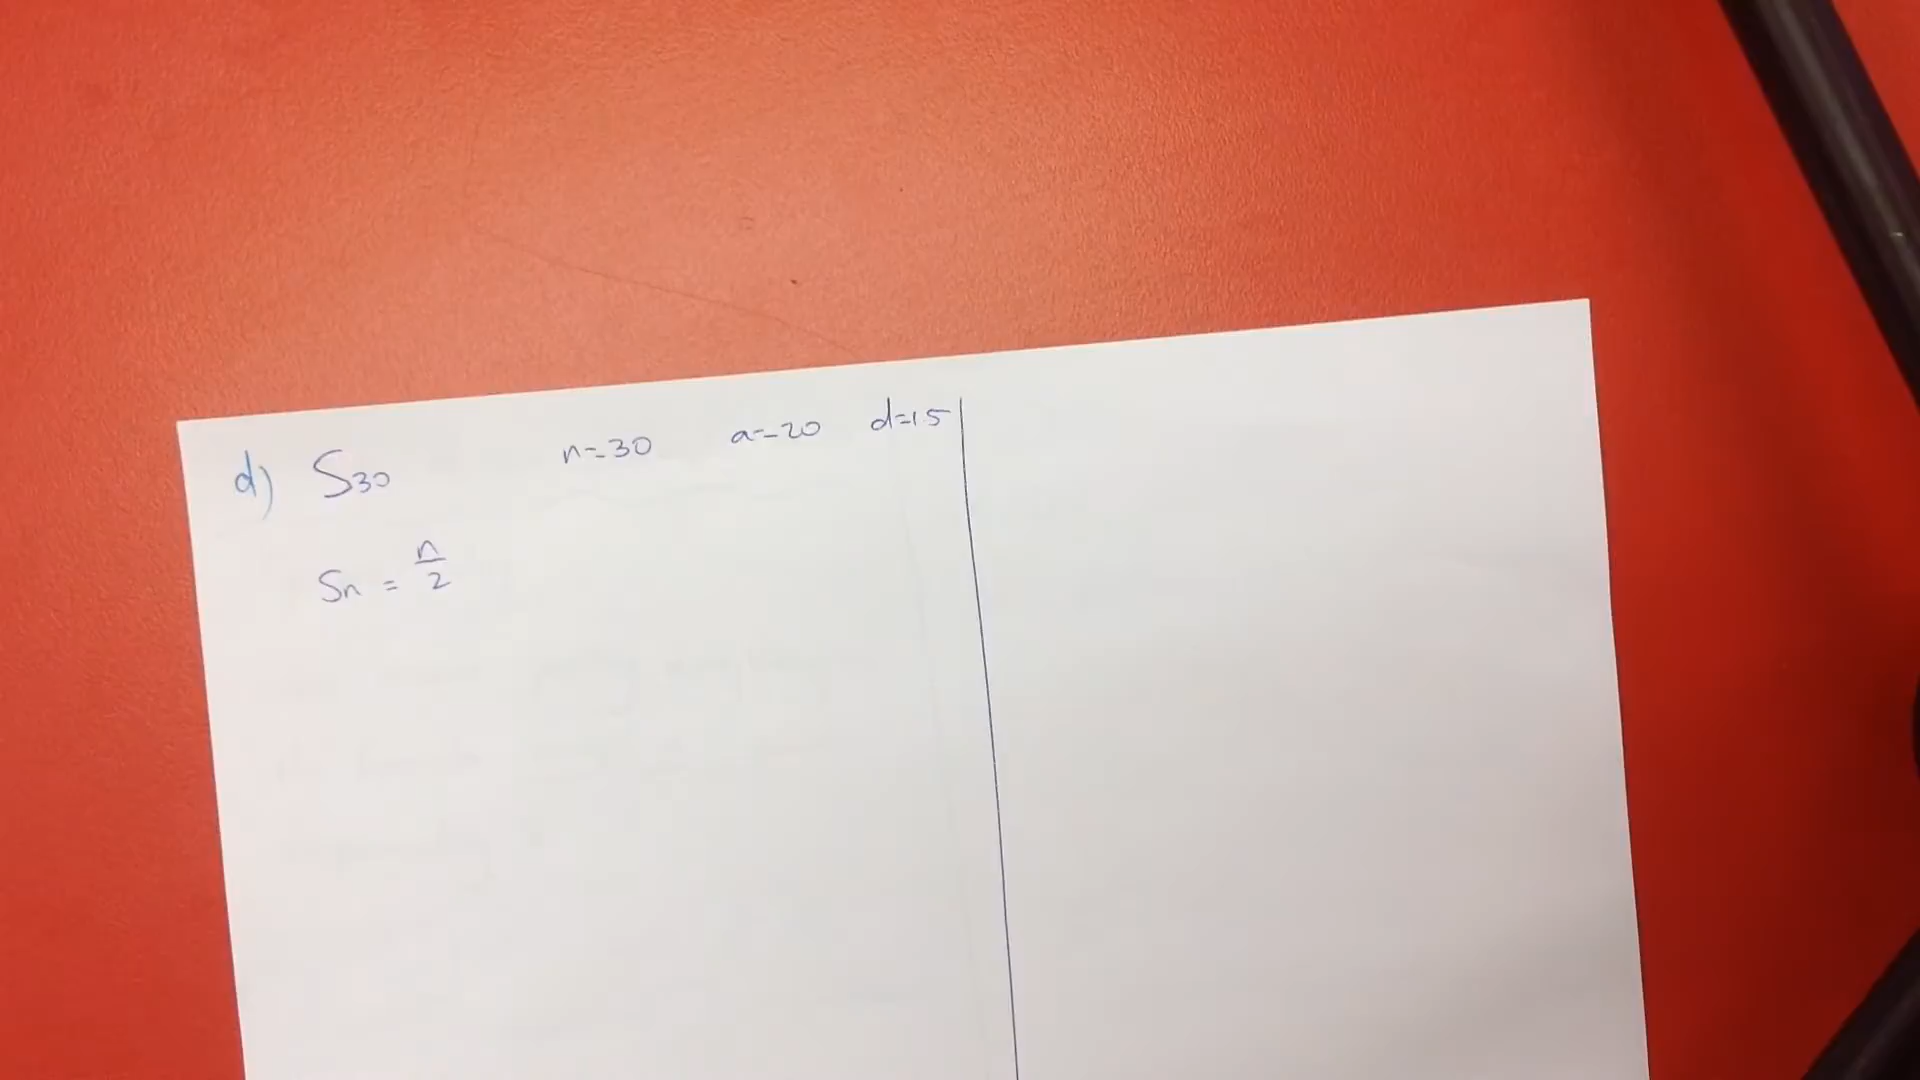 d) S₃₀ n=30 a=20 d=15
Sn = n/2